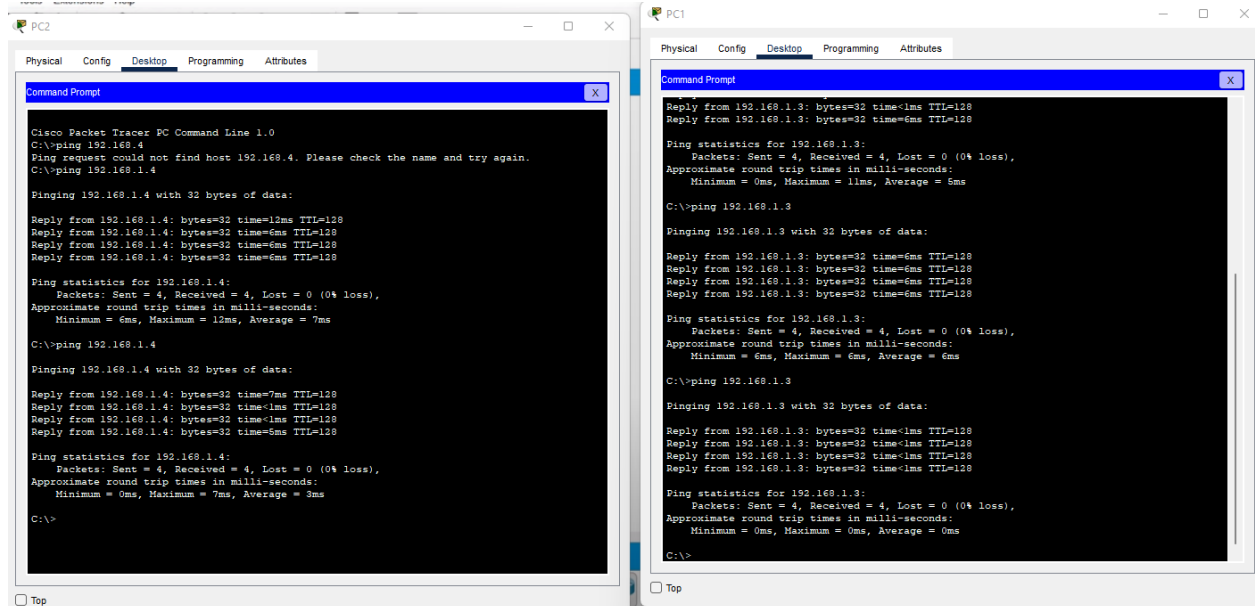 PC2
Physical Config Desktop Programming Attributes
Command Prompt
X
Cisco Packet Tracer PC Command Line 1.0
C:\>ping 192.168.4
Ping request could not find host 192.168.4. Please check the name and try again.
C:\>ping 192.168.1.4
Pinging 192.168.1.4 with 32 bytes of data:
Reply from 192.168.1.4: bytes=32 time=12ms TTL=128
Reply from 192.168.1.4: bytes=32 time=6ms TTL=128
Reply from 192.168.1.4: bytes=32 time=6ms TTL=128
Reply from 192.168.1.4: bytes=32 time=6ms TTL=128
Ping statistics for 192.168.1.4:
Packets: Sent = 4, Received = 4, Lost = 0 (0% loss),
Approximate round trip times in milli-seconds:
Minimum = 6ms, Maximum = 12ms, Average = 7ms
C:\>ping 192.168.1.4
Pinging 192.168.1.4 with 32 bytes of data:
Reply from 192.168.1.4: bytes=32 time=7ms TTL=128
Reply from 192.168.1.4: bytes=32 time<1ms TTL=128
Reply from 192.168.1.4: bytes=32 time<1ms TTL=128
Reply from 192.168.1.4: bytes=32 time=5ms TTL=128
Ping statistics for 192.168.1.4:
Packets: Sent = 4, Received = 4, Lost = 0 (0% loss),
Approximate round trip times in milli-seconds:
Minimum = 0ms, Maximum = 7ms, Average = 3ms
C:\>
Top
PC1
Physical Config Desktop Programming Attributes
Command Prompt
X
Reply from 192.168.1.3: bytes=32 time<1ms TTL=128
Reply from 192.168.1.3: bytes=32 time=6ms TTL=128
Ping statistics for 192.168.1.3:
Packets: Sent = 4, Received = 4, Lost = 0 (0% loss),
Approximate round trip times in milli-seconds:
Minimum = 0ms, Maximum = 11ms, Average = 5ms
C:\>ping 192.168.1.3
Pinging 192.168.1.3 with 32 bytes of data:
Reply from 192.168.1.3: bytes=32 time=6ms TTL=128
Reply from 192.168.1.3: bytes=32 time=6ms TTL=128
Reply from 192.168.1.3: bytes=32 time=6ms TTL=128
Reply from 192.168.1.3: bytes=32 time=6ms TTL=128
Ping statistics for 192.168.1.3:
Packets: Sent = 4, Received = 4, Lost = 0 (0% loss),
Approximate round trip times in milli-seconds:
Minimum = 6ms, Maximum = 6ms, Average = 6ms
C:\>ping 192.168.1.3
Pinging 192.168.1.3 with 32 bytes of data:
Reply from 192.168.1.3: bytes=32 time<1ms TTL=128
Reply from 192.168.1.3: bytes=32 time<1ms TTL=128
Reply from 192.168.1.3: bytes=32 time<1ms TTL=128
Reply from 192.168.1.3: bytes=32 time<1ms TTL=128
Ping statistics for 192.168.1.3:
Packets: Sent = 4, Received = 4, Lost = 0 (0% loss),
Approximate round trip times in milli-seconds:
Minimum = 0ms, Maximum = 0ms, Average = 0ms
C:\>
Top